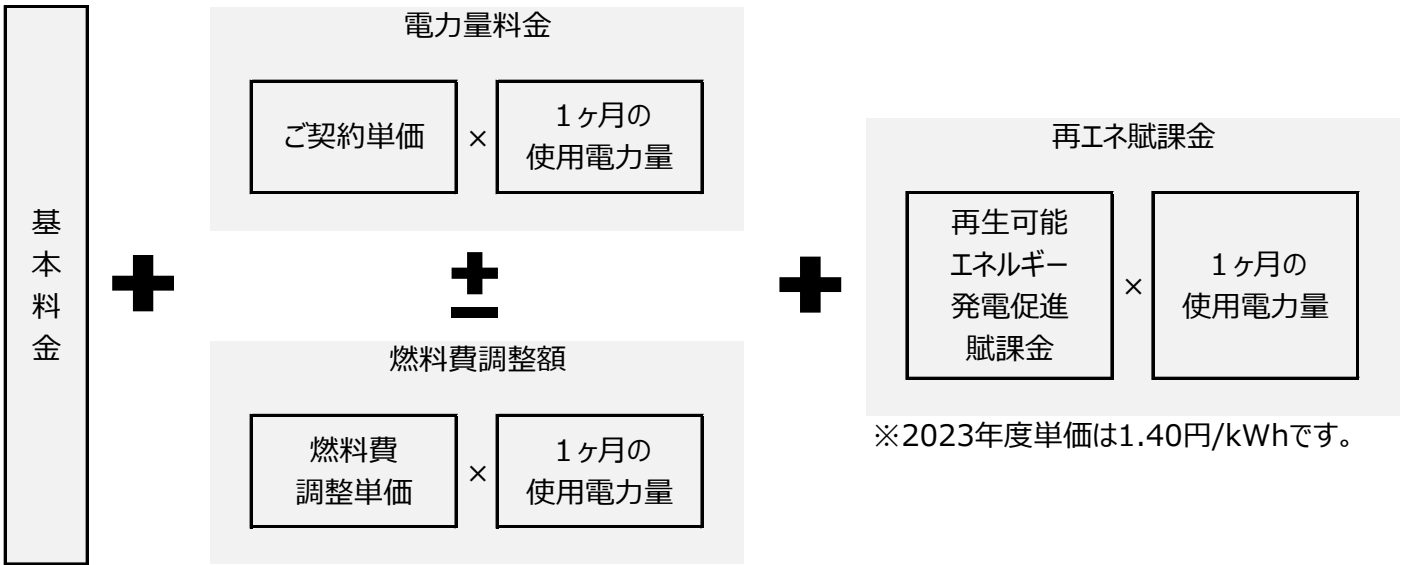 基
本
料
金
電力量料金
ご契約単価
×
1ヶ月の
使用電力量
±
燃料費調整額
燃料費
調整単価
×
1ヶ月の
使用電力量
再エネ賦課金
再生可能
エネルギー
発電促進
賦課金
×
1ヶ月の
使用電力量
※2023年度単価は1.40円/kWhです。